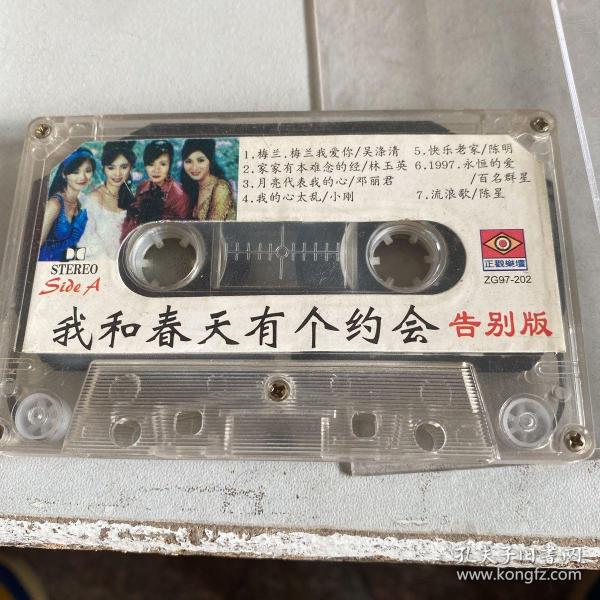 1.梅兰.梅兰我爱你/吴涤清
2.家家有本难念的经/林玉英
3.月亮代表我的心/邓丽君
4.我的心太乱/小刚
5.快乐老家/陈明
6.1997.永恒的爱
/百名群星
7.流浪歌/陈星
STEREO
Side A
正觀樂壇
ZG97-202
我和春天有个约会 告别版
孔夫子旧书网
www.kongfz.com